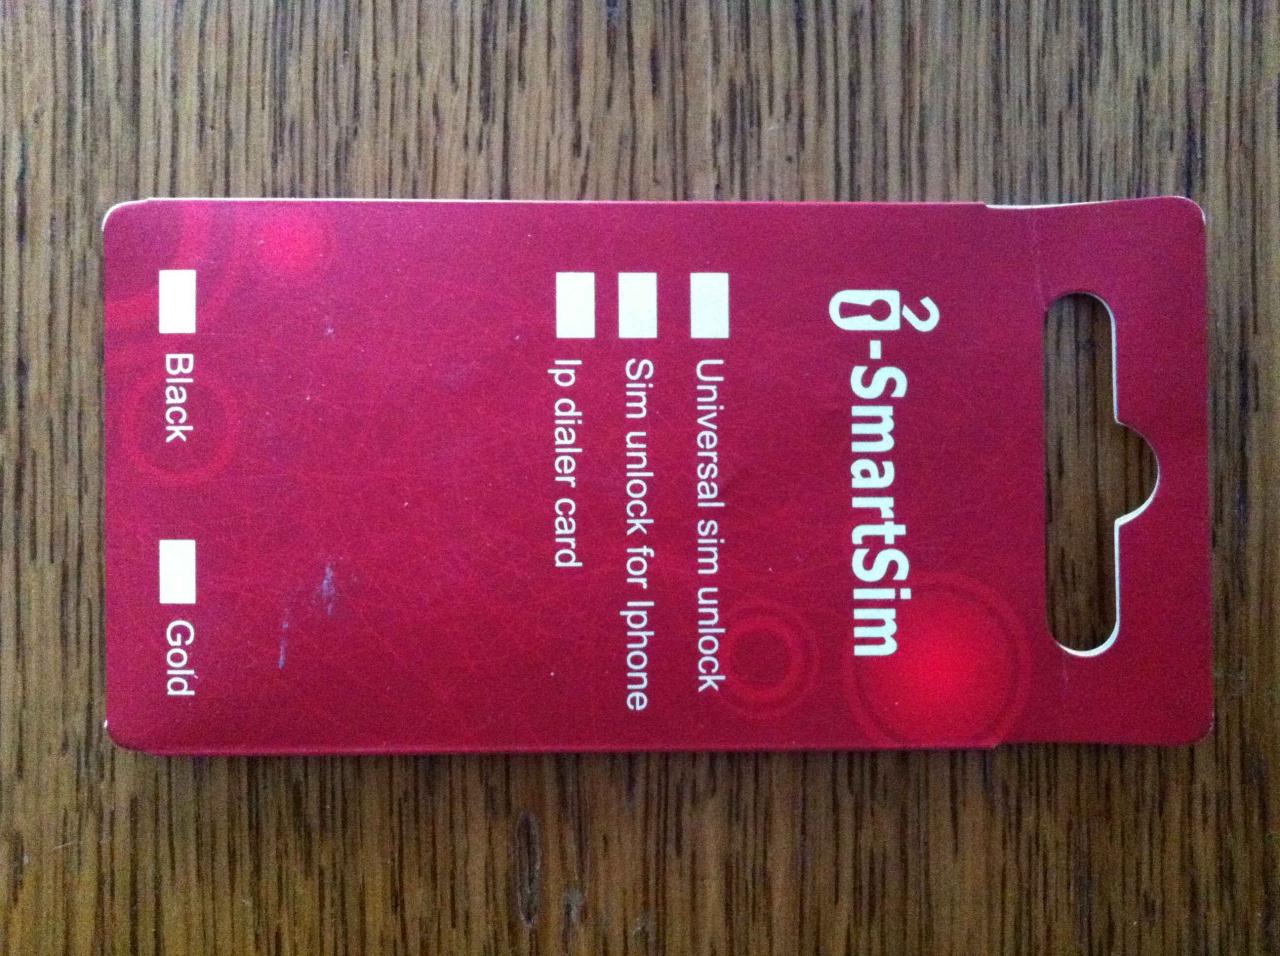 i-SmartSim
Universal sim unlock
Sim unlock for Iphone
Ip dialer card
Black Gold